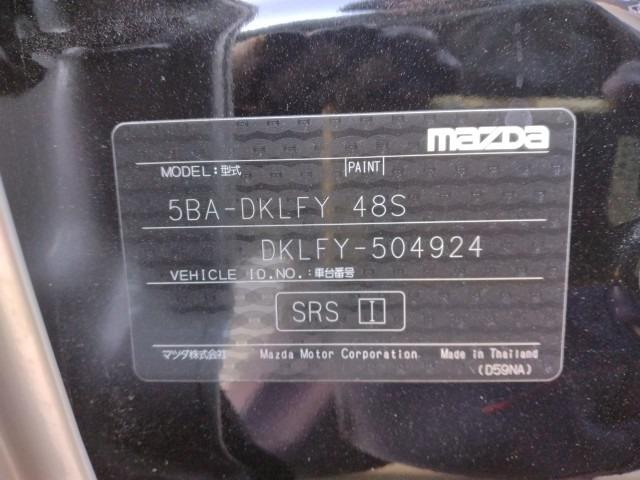 mazda
MODEL:型式 PAINT
5BA-DKLFY 48S
DKLFY-504924
VEHICLE ID.NO.:車台番号
SRS I
マツダ株式会社 Mazda Motor Corporation Made in Thailand
(D59NA)